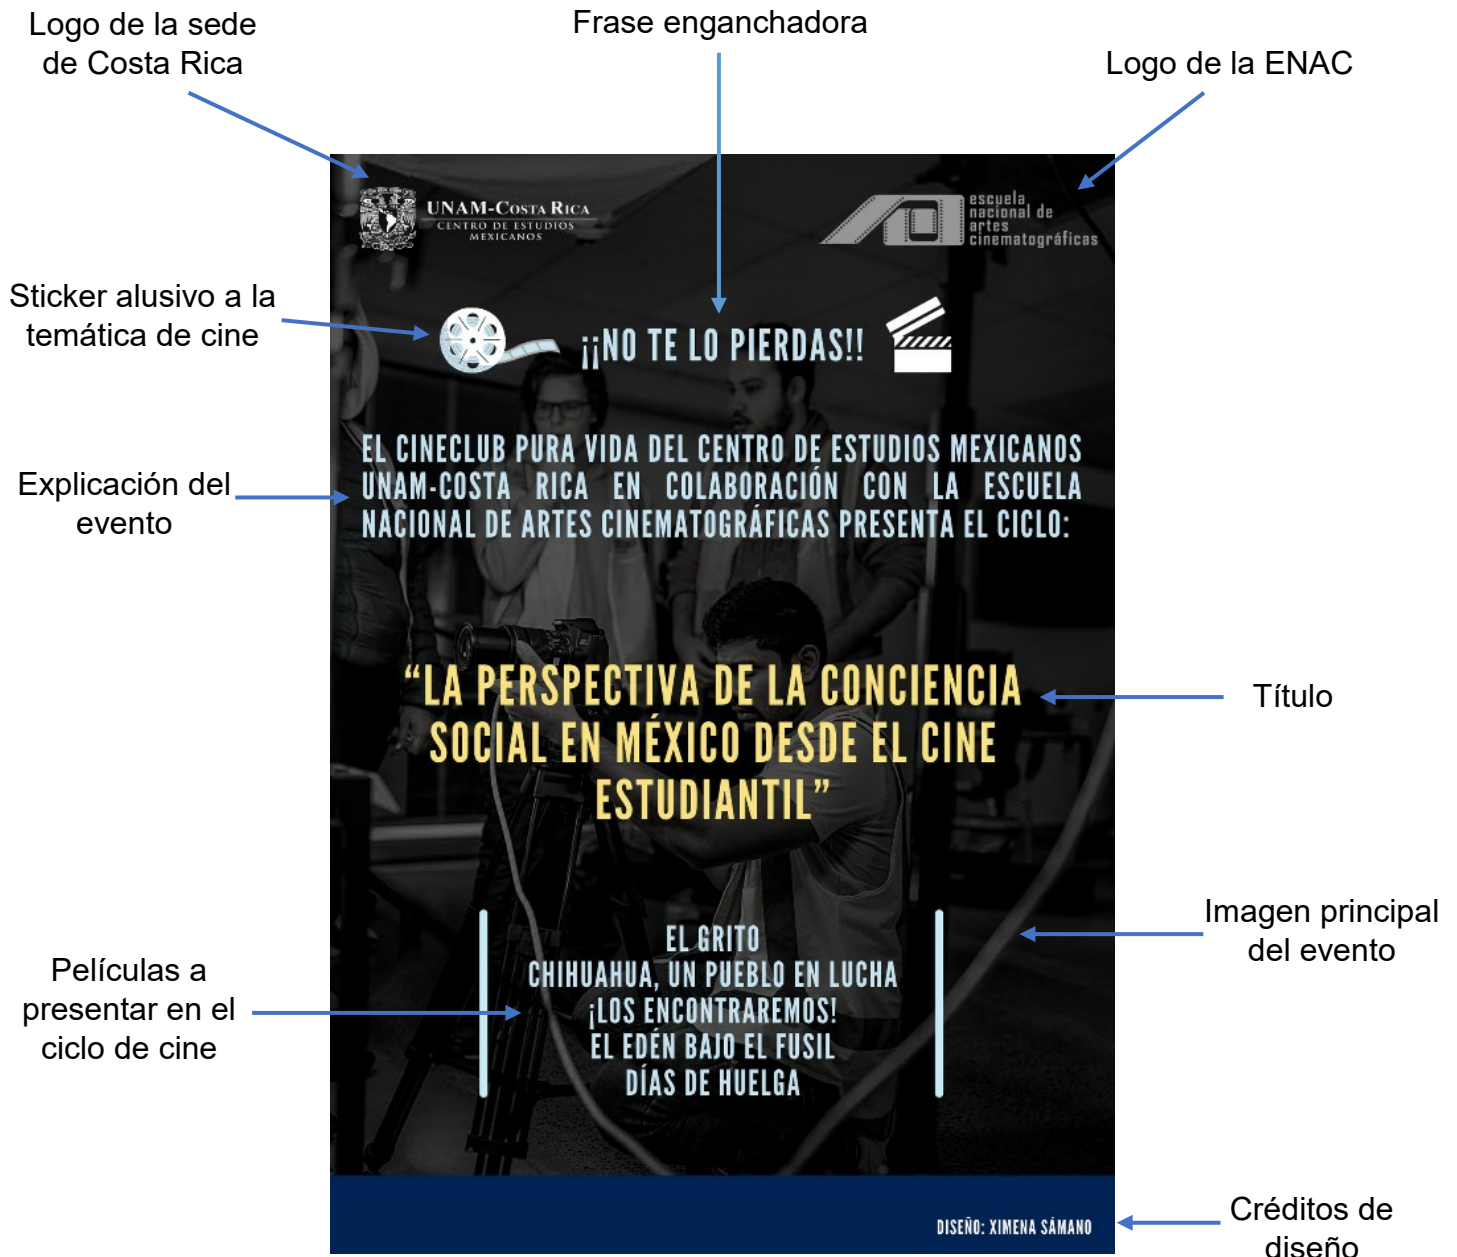 Logo de la sede
de Costa Rica
Frase enganchadora
Logo de la ENAC
UNAM-COSTA RICA
CENTRO DE ESTUDIOS
MEXICANOS
escuela
nacional de
artes
cinematográficas
Sticker alusivo a la
temática de cine
¡¡NO TE LO PIERDAS!!
Explicación del
evento
EL CINECLUB PURA VIDA DEL CENTRO DE ESTUDIOS MEXICANOS
UNAM-COSTA RICA EN COLABORACIÓN CON LA ESCUELA
NACIONAL DE ARTES CINEMATOGRÁFICAS PRESENTA EL CICLO:
“LA PERSPECTIVA DE LA CONCIENCIA
SOCIAL EN MÉXICO DESDE EL CINE
ESTUDIANTIL”
Título
Imagen principal
del evento
Películas a
presentar en el
ciclo de cine
EL GRITO
CHIHUAHUA, UN PUEBLO EN LUCHA
¡LOS ENCONTRAREMOS!
EL EDÉN BAJO EL FUSIL
DÍAS DE HUELGA
DISEÑO: XIMENA SÁMANO
Créditos de
diseño